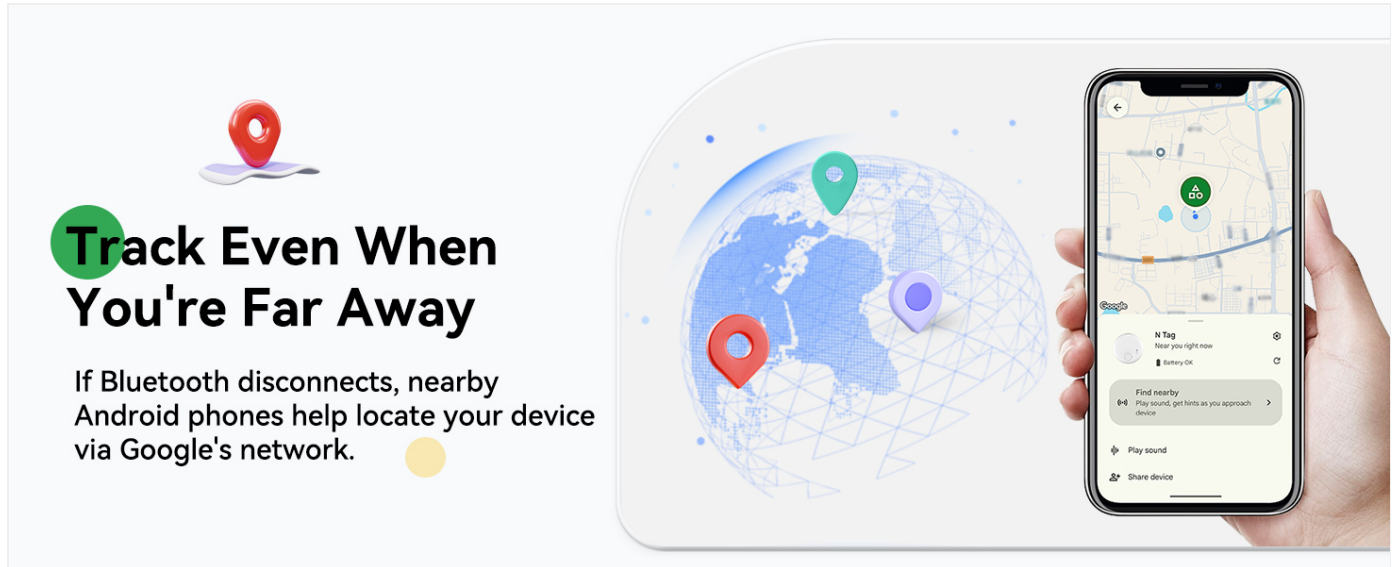 Track Even When
You're Far Away
If Bluetooth disconnects, nearby
Android phones help locate your device
via Google's network.
Google
N Tag
Near you right now
Battery OK
Find nearby
Play sound, get hints as you approach
device
Play sound
Share device